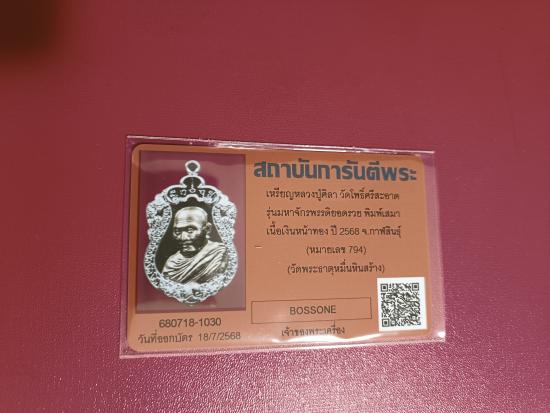 สถาบันการันตีพระ
เหรียญหลวงปู่ศิลา วัดโพธิ์ศรีสะอาด
รุ่นมหาจักรพรรดิยอดรวย พิมพ์เสมา
เนื้อเงินหน้าทอง ปี 2568 จ.กาฬสินธุ์
(หมายเลข 794)
(วัดพระธาตุหมื่นหินสร้าง)
BOSSONE
เจ้าของพระเครื่อง
680718-1030
วันที่ออกบัตร 18/7/2568